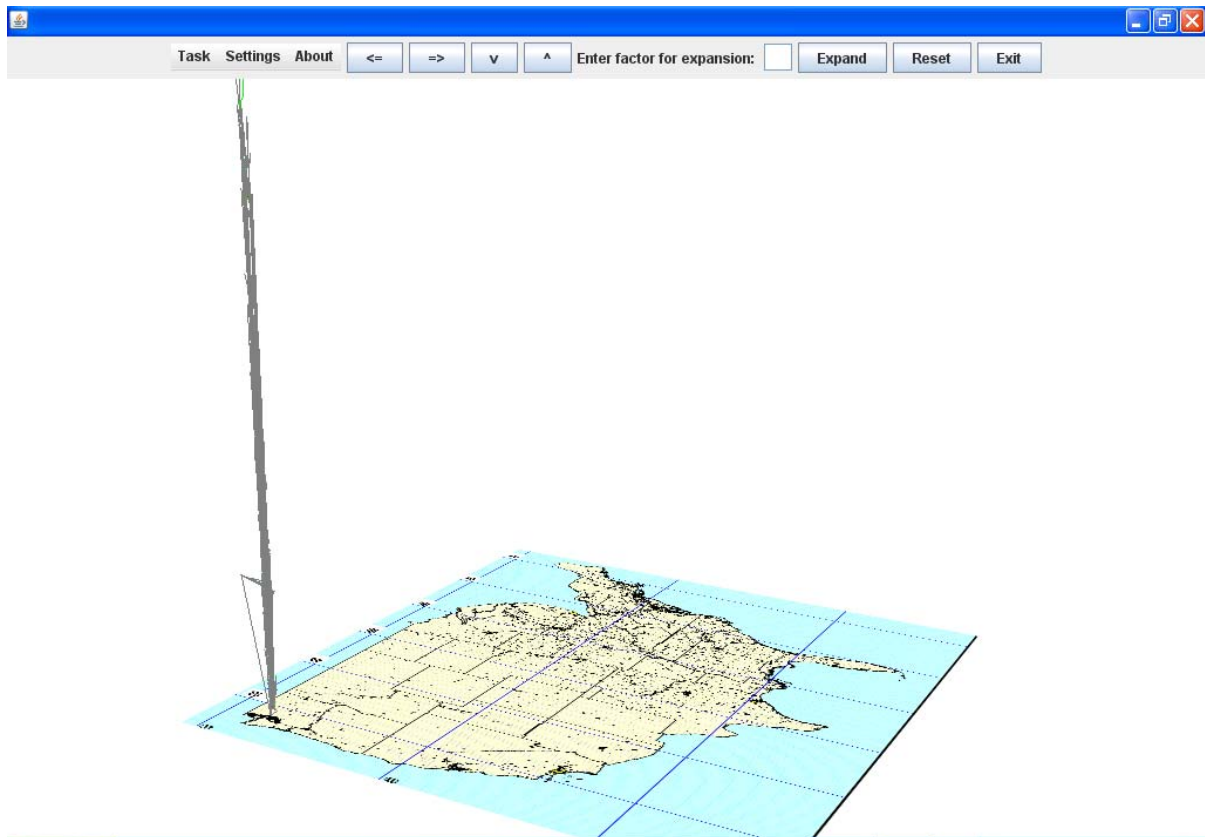 Task Settings About <= => v ^ Enter factor for expansion: Expand Reset Exit